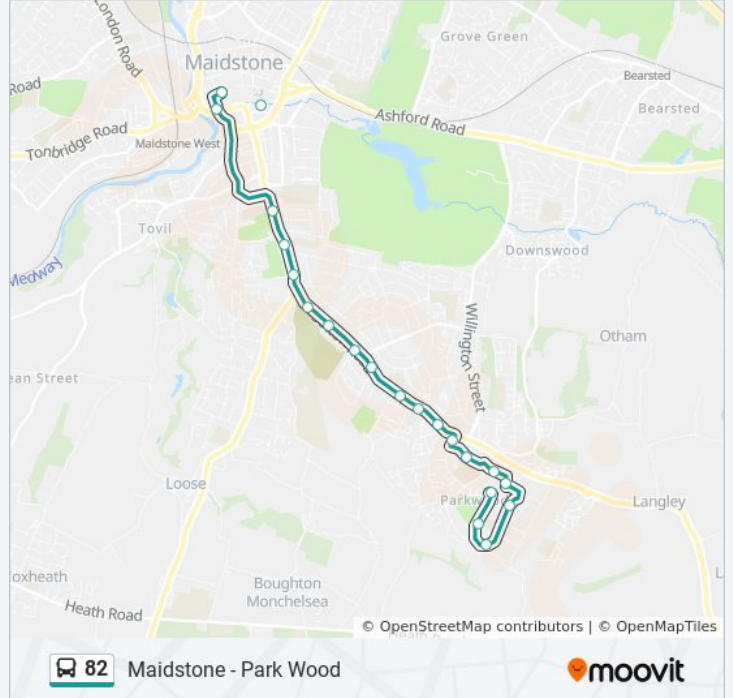 London Road
Maidstone
Grove Green
Bearsted
Road
Ashford Road
Bearsted
Tonbridge Road
Maidstone West
Tovil
Downswood
Medway
Willington Street
Otham
ean Street
Loose
Parkw
Langley
oxheath
Boughton
Monchelsea
L
Heath Road
© OpenStreetMap contributors | © OpenMapTiles
82 Maidstone - Park Wood
moovit